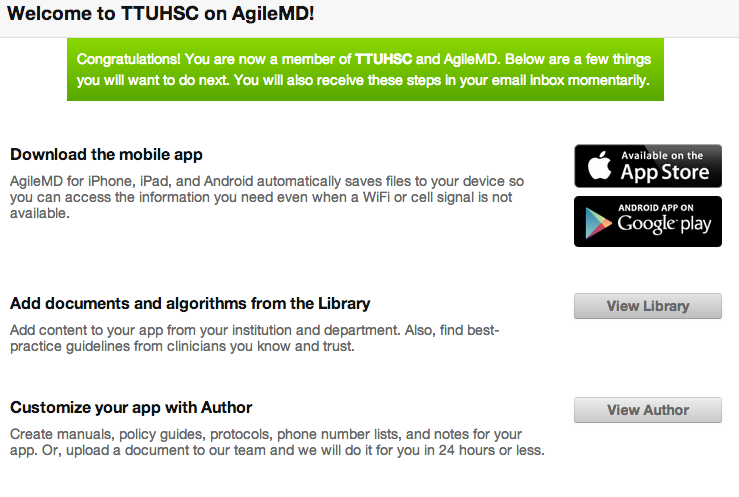 Welcome to TTUHSC on AgileMD!
Congratulations! You are now a member of TTUHSC and AgileMD. Below are a few things
you will want to do next. You will also receive these steps in your email inbox momentarily.
Download the mobile app
AgileMD for iPhone, iPad, and Android automatically saves files to your device so
you can access the information you need even when a WiFi or cell signal is not
available.
Available on the
App Store
ANDROID APP ON
Google play
Add documents and algorithms from the Library
View Library
Add content to your app from your institution and department. Also, find best-
practice guidelines from clinicians you know and trust.
Customize your app with Author
View Author
Create manuals, policy guides, protocols, phone number lists, and notes for your
app. Or, upload a document to our team and we will do it for you in 24 hours or less.